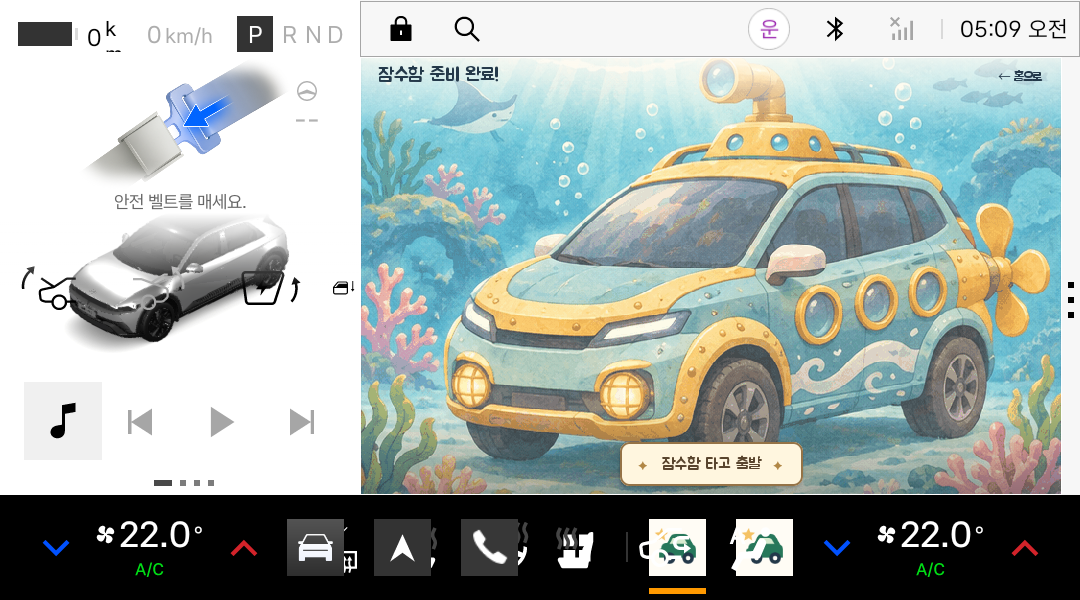 0 k
0 km/h
P R N D
운
05:09 오전
잠수함 준비 완료!
← 홈으로
안전 벨트를 매세요.
잠수함 타고 출발
22.0°
A/C
22.0°
A/C